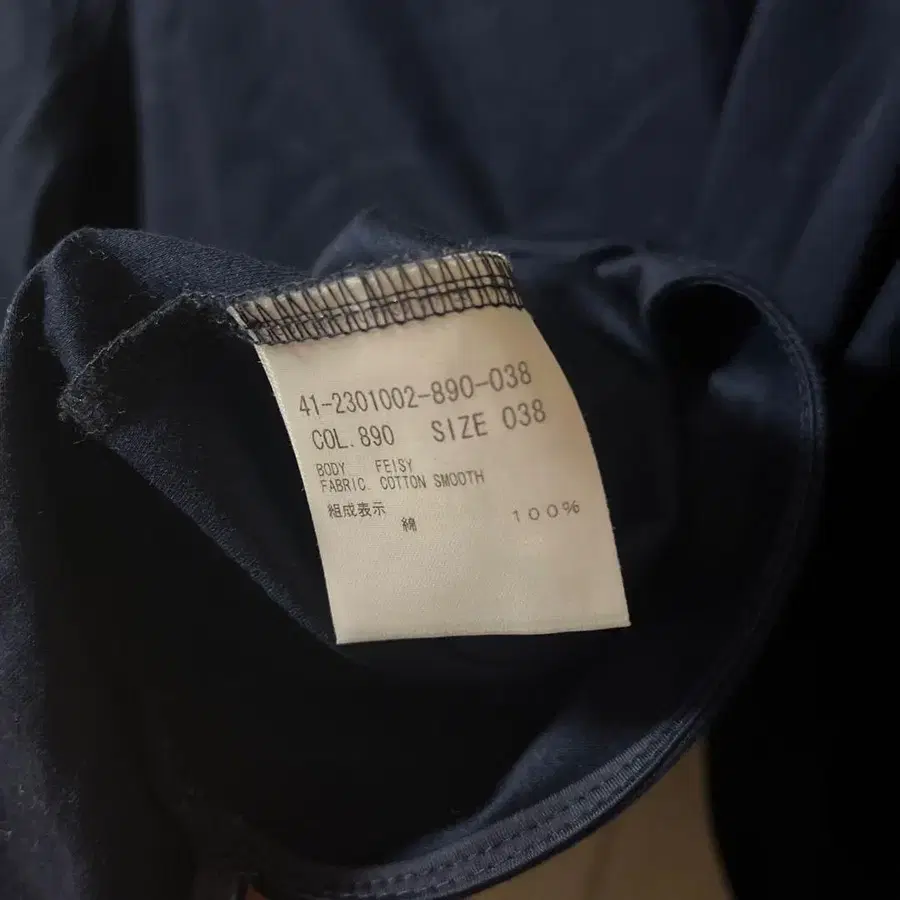 41-2301002-890-038
COL.890 SIZE 038
BODY FEISY
FABRIC. COTTON SMOOTH
組成表示
綿 100%